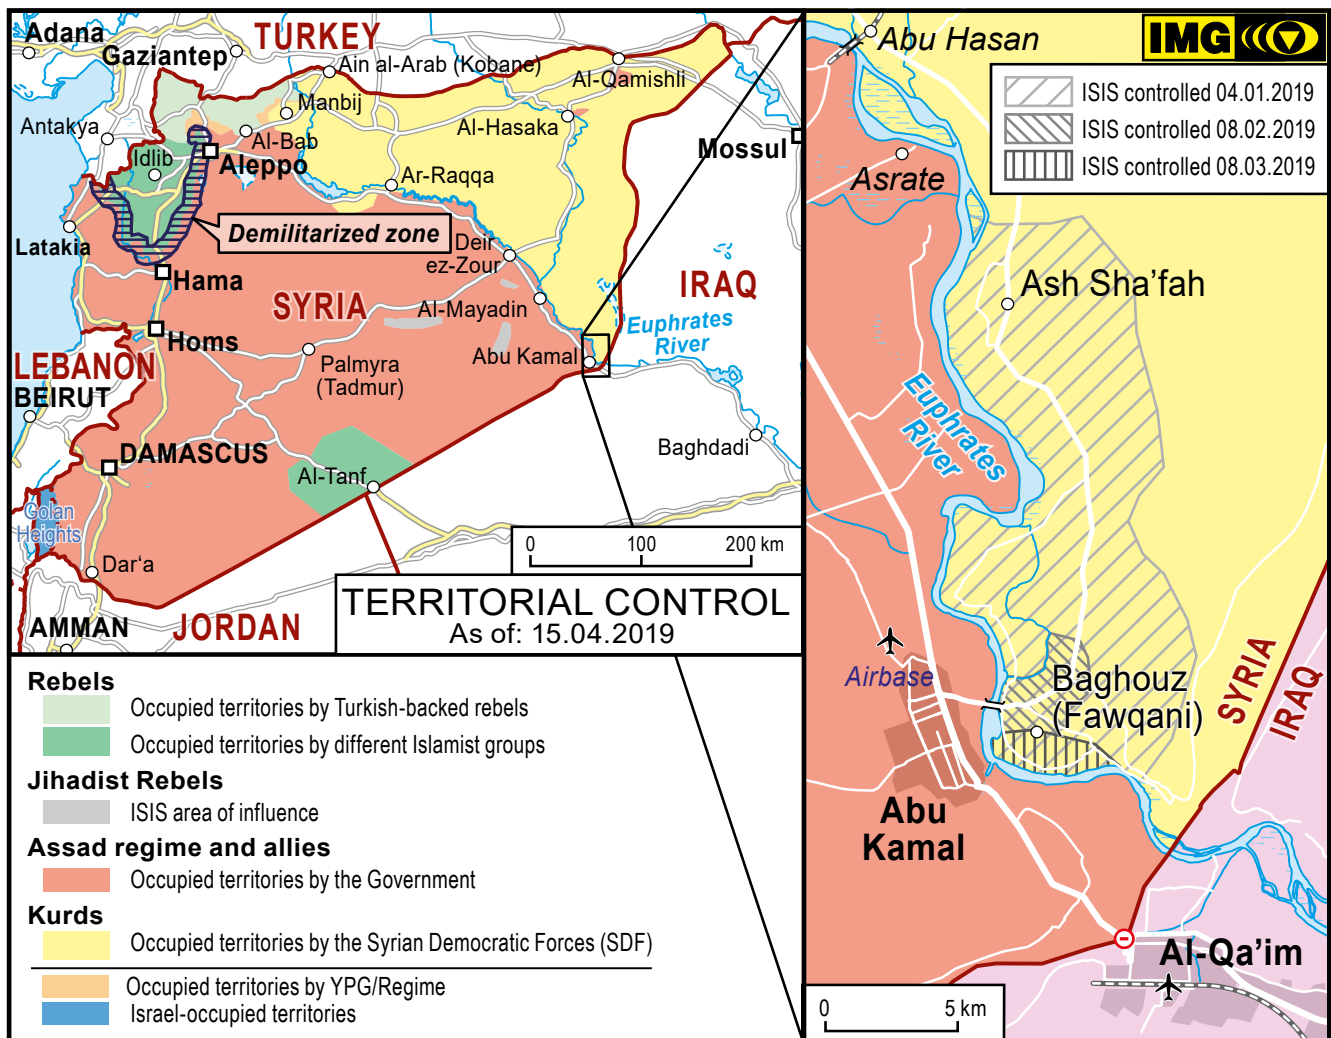 Adana
Gaziantep
TURKEY
Ain al-Arab (Kobane)
Al-Qamishli
Manbij
Antakya
Al-Bab
Al-Hasaka
Mossul
Idlib
Aleppo
Ar-Raqqa
Demilitarized zone
Latakia
Deir
ez-Zour
Hama
SYRIA
IRAQ
Al-Mayadin
Euphrates
River
Homs
Abu Kamal
LEBANON
Palmyra
(Tadmur)
BEIRUT
Baghdadi
DAMASCUS
Al-Tanf
Golan
Heights
Dar‘a
0 100 200 km
AMMAN
JORDAN
TERRITORIAL CONTROL
As of: 15.04.2019
Rebels
Occupied territories by Turkish-backed rebels
Occupied territories by different Islamist groups
Jihadist Rebels
ISIS area of influence
Assad regime and allies
Occupied territories by the Government
Kurds
Occupied territories by the Syrian Democratic Forces (SDF)
Occupied territories by YPG/Regime
Israel-occupied territories
IMG
Abu Hasan
ISIS controlled 04.01.2019
ISIS controlled 08.02.2019
ISIS controlled 08.03.2019
Asrate
Ash Sha’fah
Euphrates
River
Airbase
Baghouz
(Fawqani)
SYRIA
IRAQ
Abu
Kamal
Al-Qa’im
0 5 km